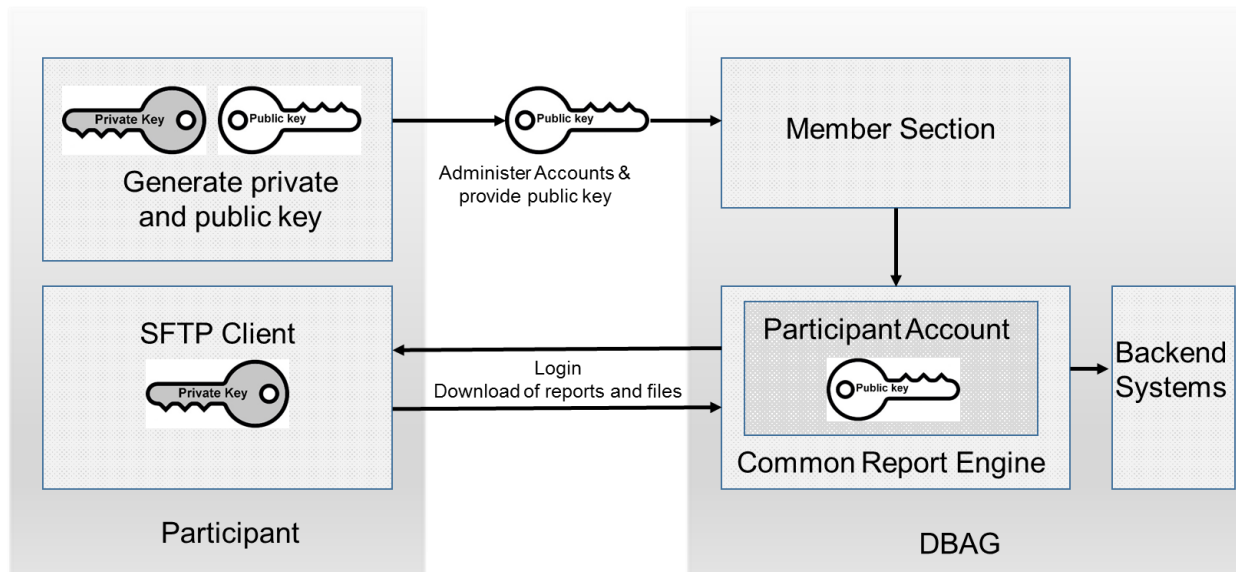 Private Key
Public key
Generate private
and public key
Public key
Administer Accounts &
provide public key
Member Section
SFTP Client
Private Key
Login
Download of reports and files
Participant Account
Public key
Common Report Engine
Backend
Systems
Participant
DBAG